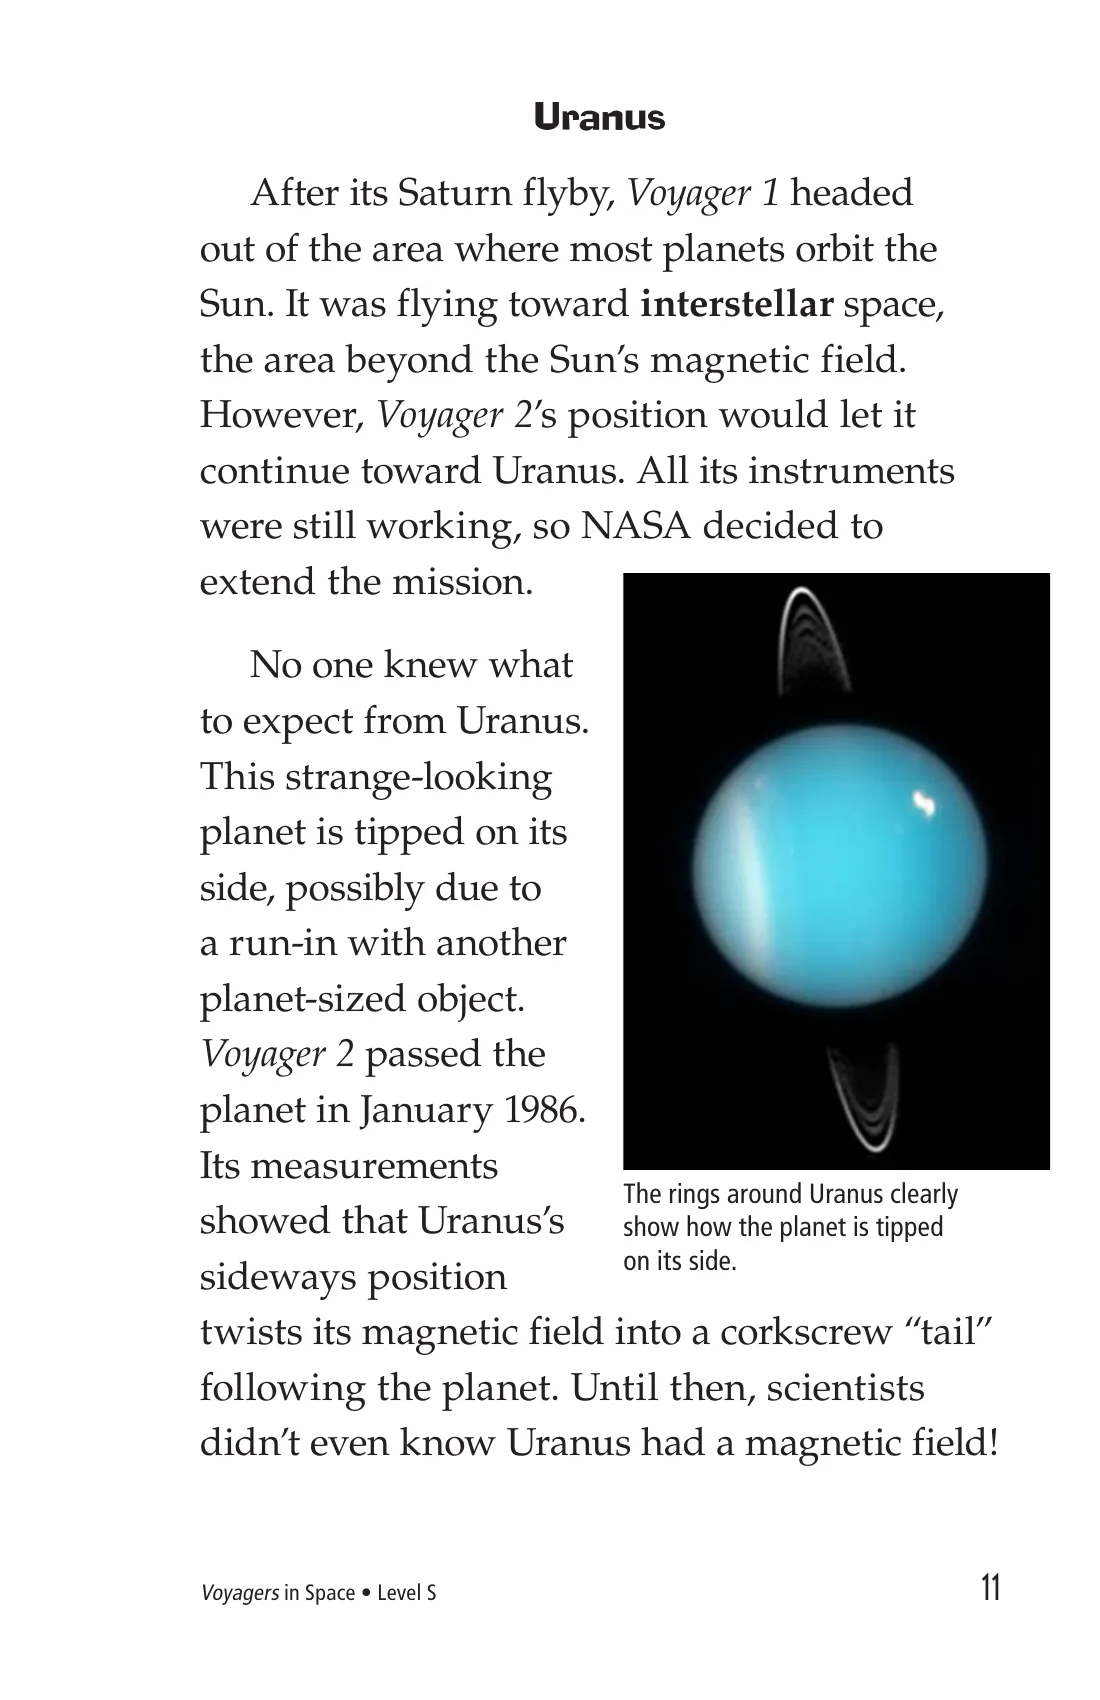 Uranus
After its Saturn flyby, Voyager 1 headed
out of the area where most planets orbit the
Sun. It was flying toward interstellar space,
the area beyond the Sun’s magnetic field.
However, Voyager 2’s position would let it
continue toward Uranus. All its instruments
were still working, so NASA decided to
extend the mission.
No one knew what
to expect from Uranus.
This strange-looking
planet is tipped on its
side, possibly due to
a run-in with another
planet-sized object.
Voyager 2 passed the
planet in January 1986.
Its measurements
showed that Uranus’s
sideways position
twists its magnetic field into a corkscrew “tail”
following the planet. Until then, scientists
didn’t even know Uranus had a magnetic field!
The rings around Uranus clearly
show how the planet is tipped
on its side.
Voyagers in Space • Level S
11